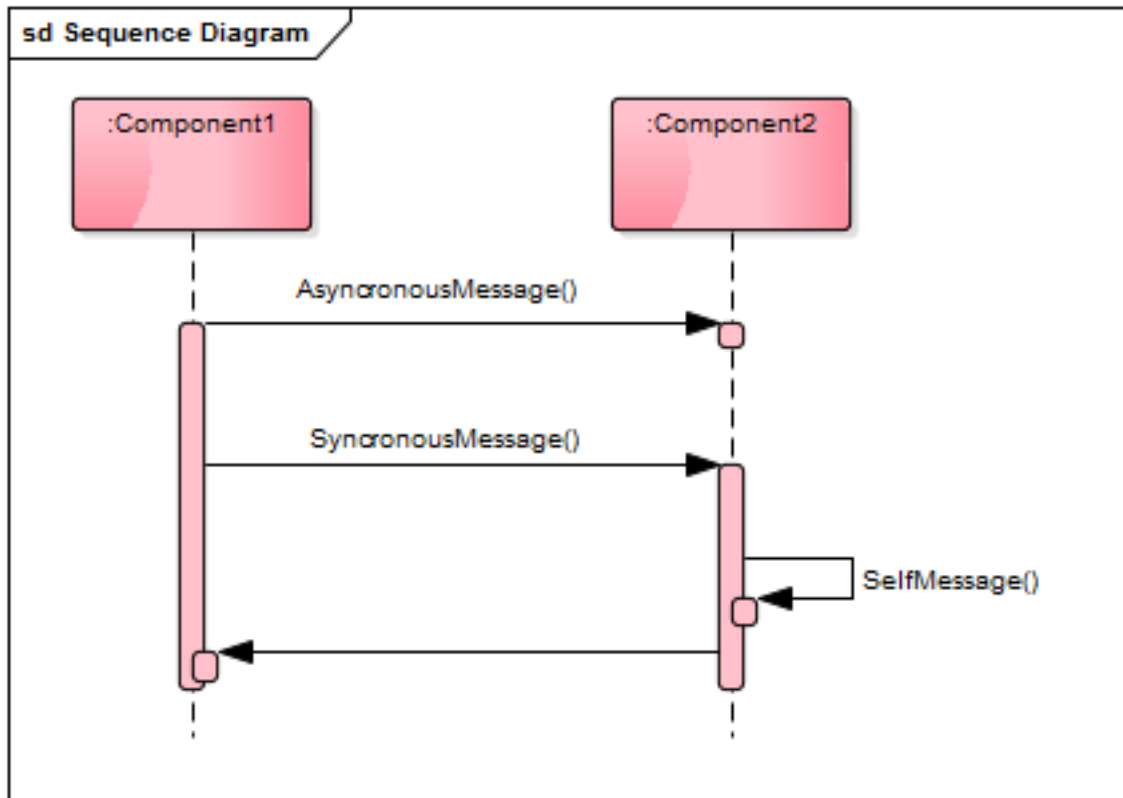 sd Sequence Diagram
:Component1
:Component2
AsyncronousMessage()
SyncronousMessage()
SelfMessage()